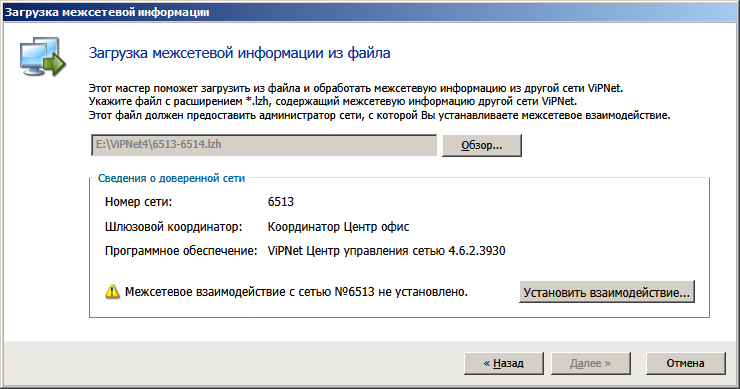 Загрузка межсетевой информации
Загрузка межсетевой информации из файла
Этот мастер поможет загрузить из файла и обработать межсетевую информацию из другой сети ViPNet.
Укажите файл с расширением *.lzh, содержащий межсетевую информацию другой сети ViPNet.
Этот файл должен предоставить администратор сети, с которой Вы устанавливаете межсетевое взаимодействие.
E:\ViPNet4\6513-6514.lzh Обзор...
Сведения о доверенной сети
Номер сети: 6513
Шлюзовой координатор: Координатор Центр офис
Программное обеспечение: ViPNet Центр управления сетью 4.6.2.3930
Межсетевое взаимодействие с сетью №6513 не установлено. Установить взаимодействие...
« Назад Далее » Отмена